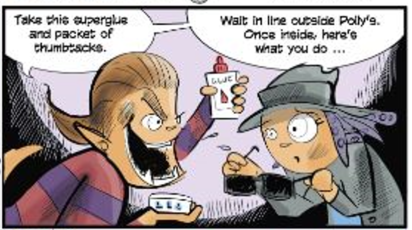 Take this superglue
and packet of
thumbtacks.
Wait in line outside Polly's.
Once inside, here's
what you do ...
GLUE